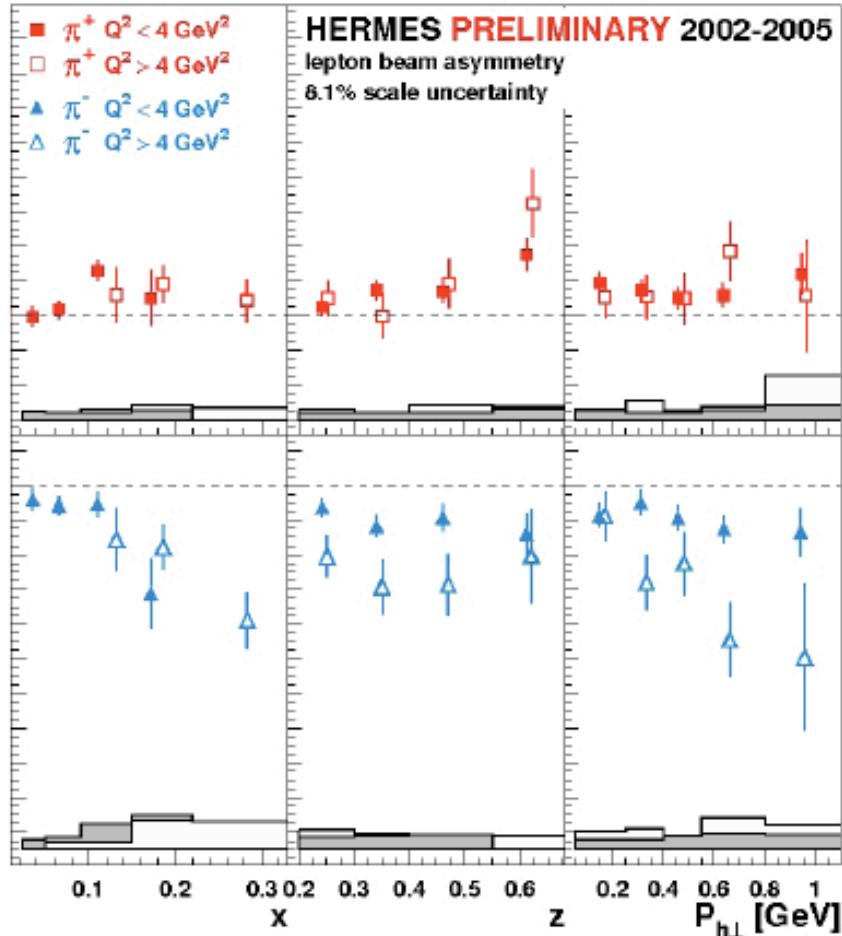 π+ Q² < 4 GeV²
π+ Q² > 4 GeV²
π- Q² < 4 GeV²
π- Q² > 4 GeV²
HERMES PRELIMINARY 2002-2005
lepton beam asymmetry
8.1% scale uncertainty
0.1 0.2 0.3 0.2 0.3 0.4 0.5 0.6 0.2 0.4 0.6 0.8 1
x z P_h⊥ [GeV]